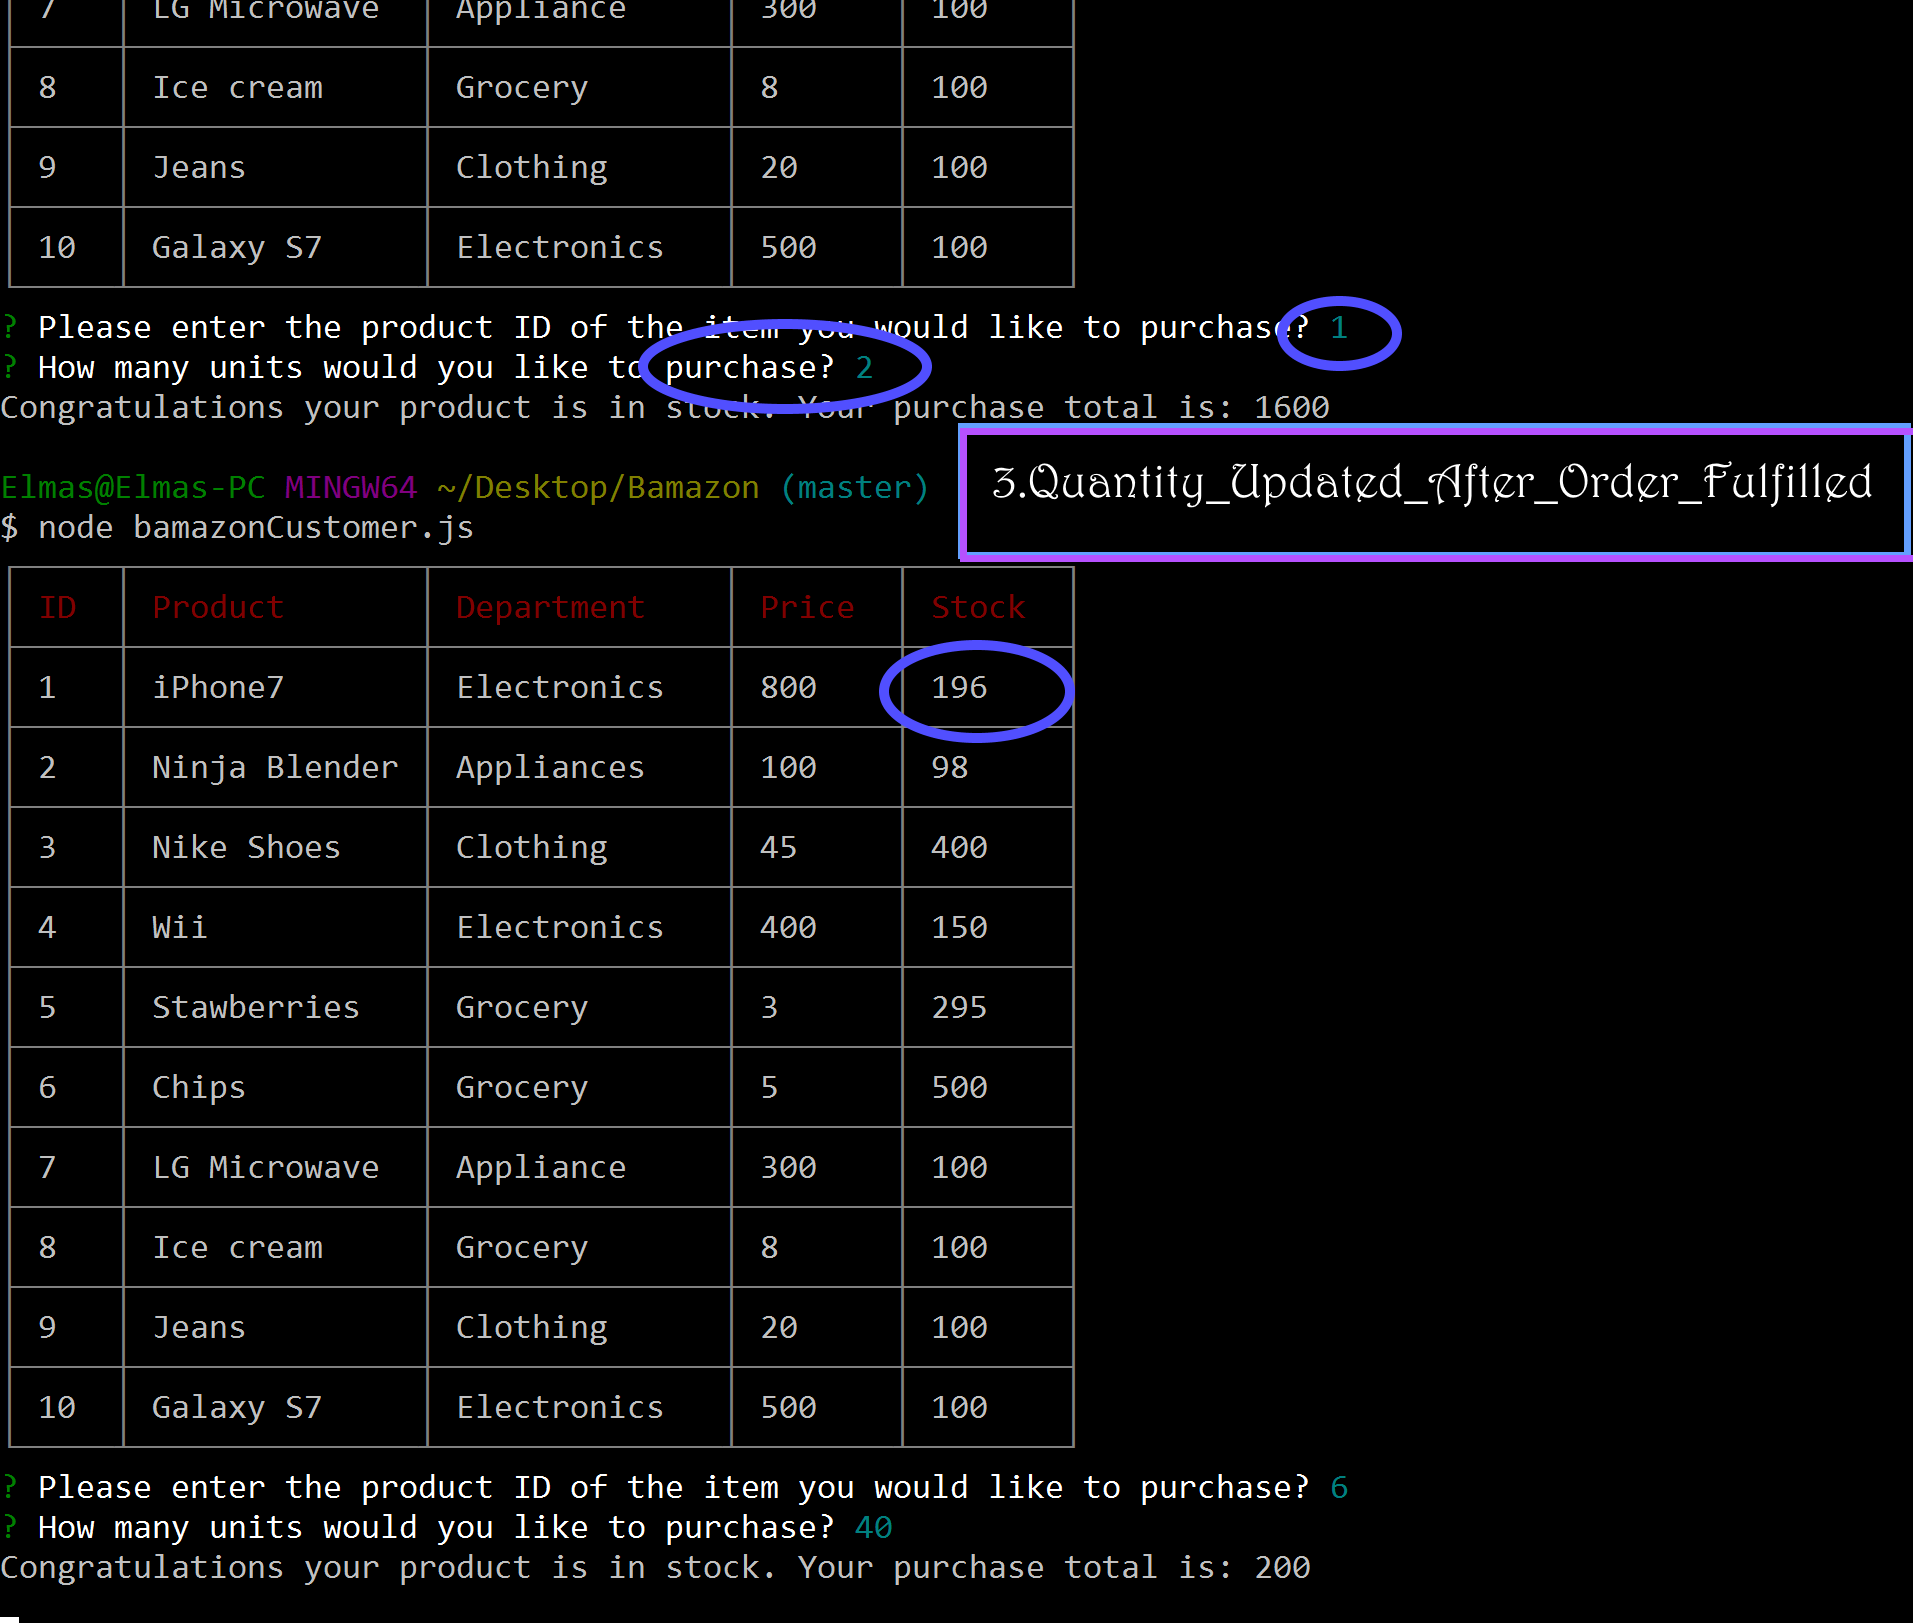 7 LG Microwave Appliance 300 100
8 Ice cream Grocery 8 100
9 Jeans Clothing 20 100
10 Galaxy S7 Electronics 500 100
? Please enter the product ID of the item you would like to purchase? 1
? How many units would you like to purchase? 2
Congratulations your product is in stock. Your purchase total is: 1600
3.Quantity_Updated_After_Order_Fulfilled
Elmas@Elmas-PC MINGW64 ~/Desktop/Bamazon (master)
$ node bamazonCustomer.js
ID Product Department Price Stock
1 iPhone7 Electronics 800 196
2 Ninja Blender Appliances 100 98
3 Nike Shoes Clothing 45 400
4 Wii Electronics 400 150
5 Stawberries Grocery 3 295
6 Chips Grocery 5 500
7 LG Microwave Appliance 300 100
8 Ice cream Grocery 8 100
9 Jeans Clothing 20 100
10 Galaxy S7 Electronics 500 100
? Please enter the product ID of the item you would like to purchase? 6
? How many units would you like to purchase? 40
Congratulations your product is in stock. Your purchase total is: 200